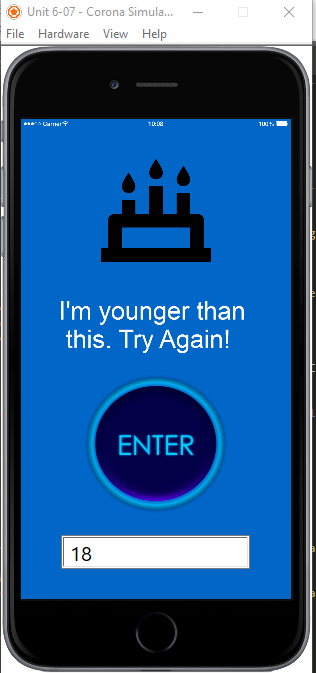 Unit 6-07 - Corona Simula...
File Hardware View Help
Carrier 10:08 100%
I'm younger than
this. Try Again!
ENTER
18